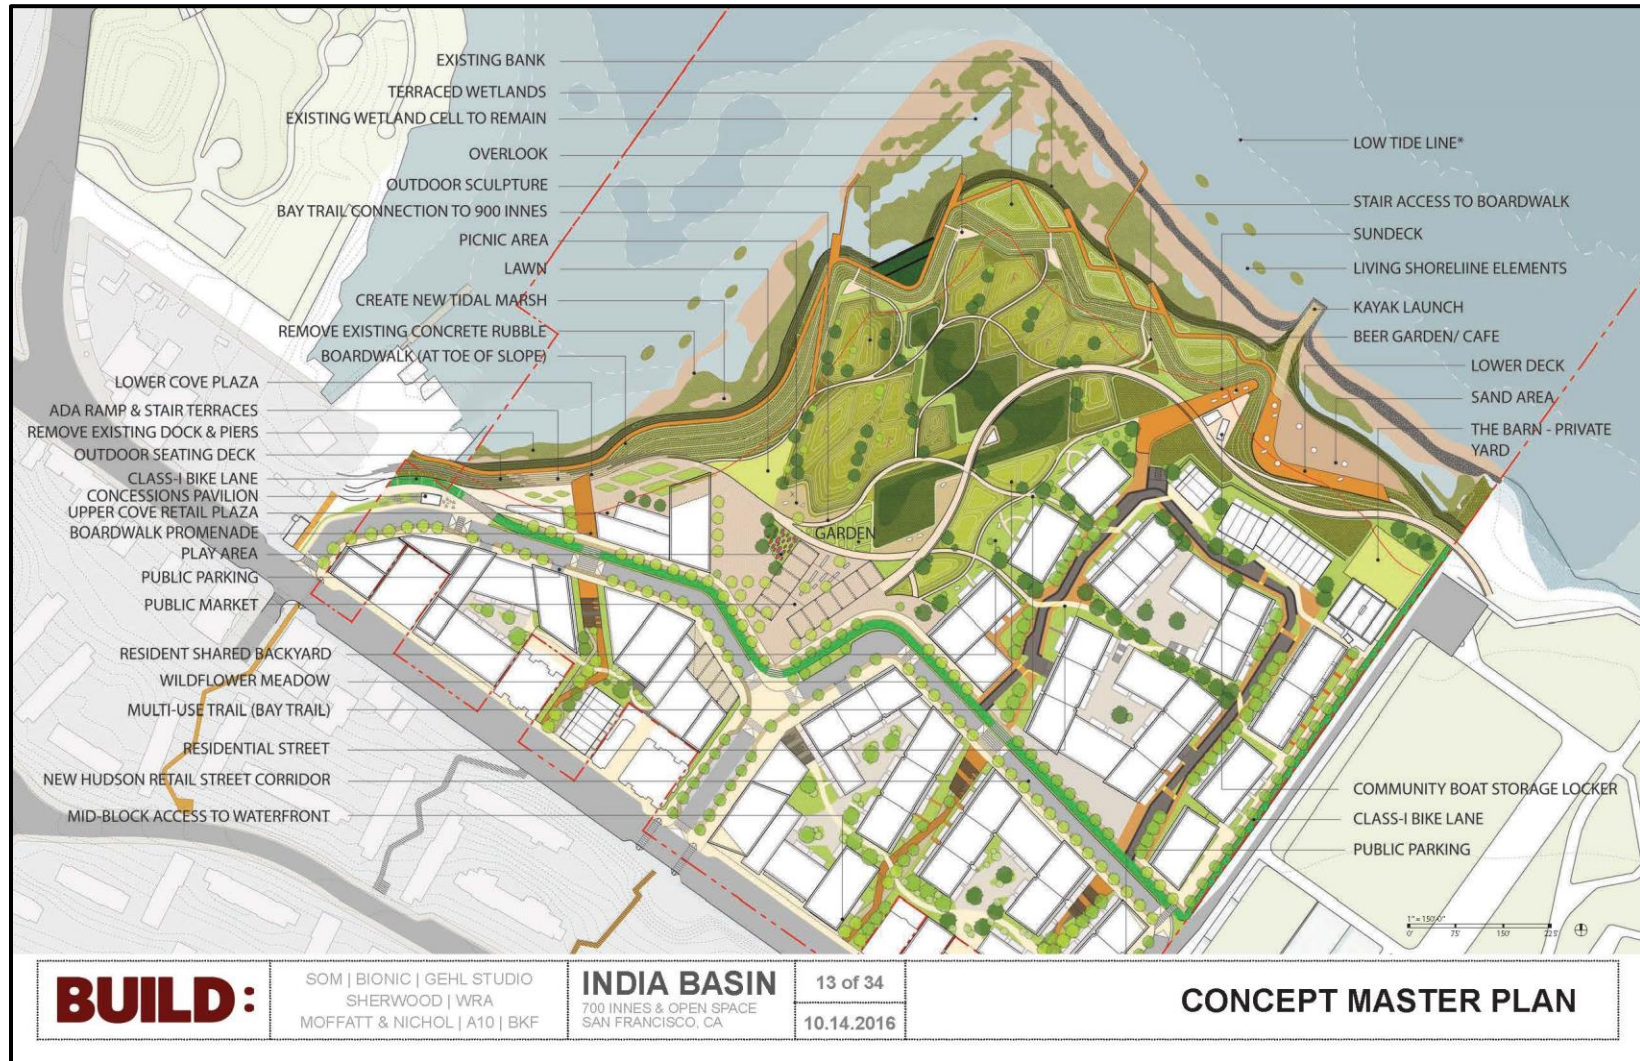 EXISTING BANK
TERRACED WETLANDS
EXISTING WETLAND CELL TO REMAIN
OVERLOOK
OUTDOOR SCULPTURE
BAY TRAIL CONNECTION TO 900 INNES
PICNIC AREA
LAWN
CREATE NEW TIDAL MARSH
REMOVE EXISTING CONCRETE RUBBLE
BOARDWALK (AT TOE OF SLOPE)
LOWER COVE PLAZA
ADA RAMP & STAIR TERRACES
REMOVE EXISTING DOCK & PIERS
OUTDOOR SEATING DECK
CLASS-I BIKE LANE
CONCESSIONS PAVILION
UPPER COVE RETAIL PLAZA
BOARDWALK PROMENADE
PLAY AREA
PUBLIC PARKING
PUBLIC MARKET
RESIDENT SHARED BACKYARD
WILDFLOWER MEADOW
MULTI-USE TRAIL (BAY TRAIL)
RESIDENTIAL STREET
NEW HUDSON RETAIL STREET CORRIDOR
MID-BLOCK ACCESS TO WATERFRONT
GARDEN
LOW TIDE LINE*
STAIR ACCESS TO BOARDWALK
SUNDECK
LIVING SHORELIINE ELEMENTS
KAYAK LAUNCH
BEER GARDEN/ CAFE
LOWER DECK
SAND AREA
THE BARN - PRIVATE
YARD
COMMUNITY BOAT STORAGE LOCKER
CLASS-I BIKE LANE
PUBLIC PARKING
1" = 150'-0"
0' 75' 150' 225'
BUILD:
SOM | BIONIC | GEHL STUDIO
SHERWOOD | WRA
MOFFATT & NICHOL | A10 | BKF
INDIA BASIN
700 INNES & OPEN SPACE
SAN FRANCISCO, CA
13 of 34
10.14.2016
CONCEPT MASTER PLAN